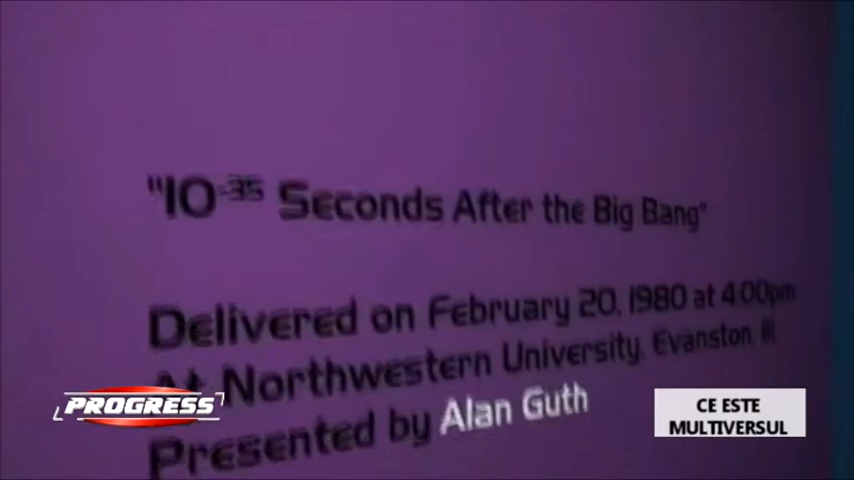 "10-35 Seconds After the Big Bang"
Delivered on February 20, 1980 at 4:00pm
At Northwestern University, Evanston, Ill
Presented by Alan Guth
PROGRESS
CE ESTE
MULTIVERSUL